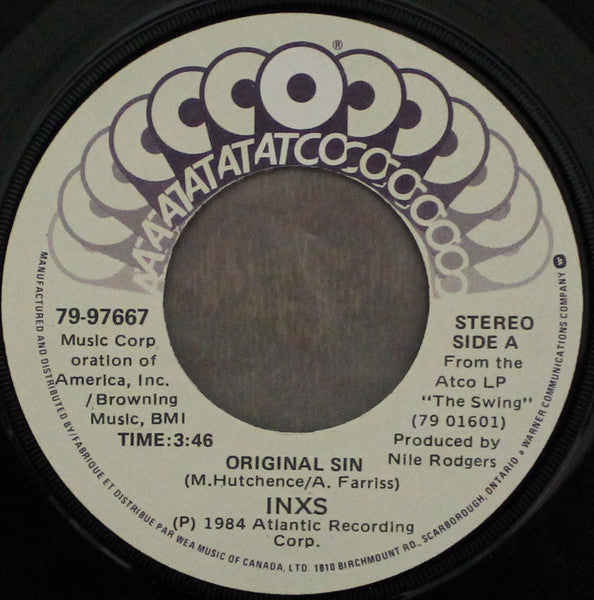 ®
ATATATATATCOCOCOCOCO
79-97667
Music Corp
oration of
America, Inc.
/Browning
Music, BMI
TIME:3:46
STEREO
SIDE A
From the
Atco LP
"The Swing"
(79 01601)
Produced by
Nile Rodgers
ORIGINAL SIN
(M.Hutchence/A. Farriss)
INXS
(P) 1984 Atlantic Recording
Corp.
MANUFACTURED AND DISTRIBUTED BY/FABRIQUE ET DISTRIBUE PAR WEA MUSIC OF CANADA, LTD. 1810 BIRCHMOUNT RD., SCARBOROUGH, ONTARIO A WARNER COMMUNICATIONS COMPANY